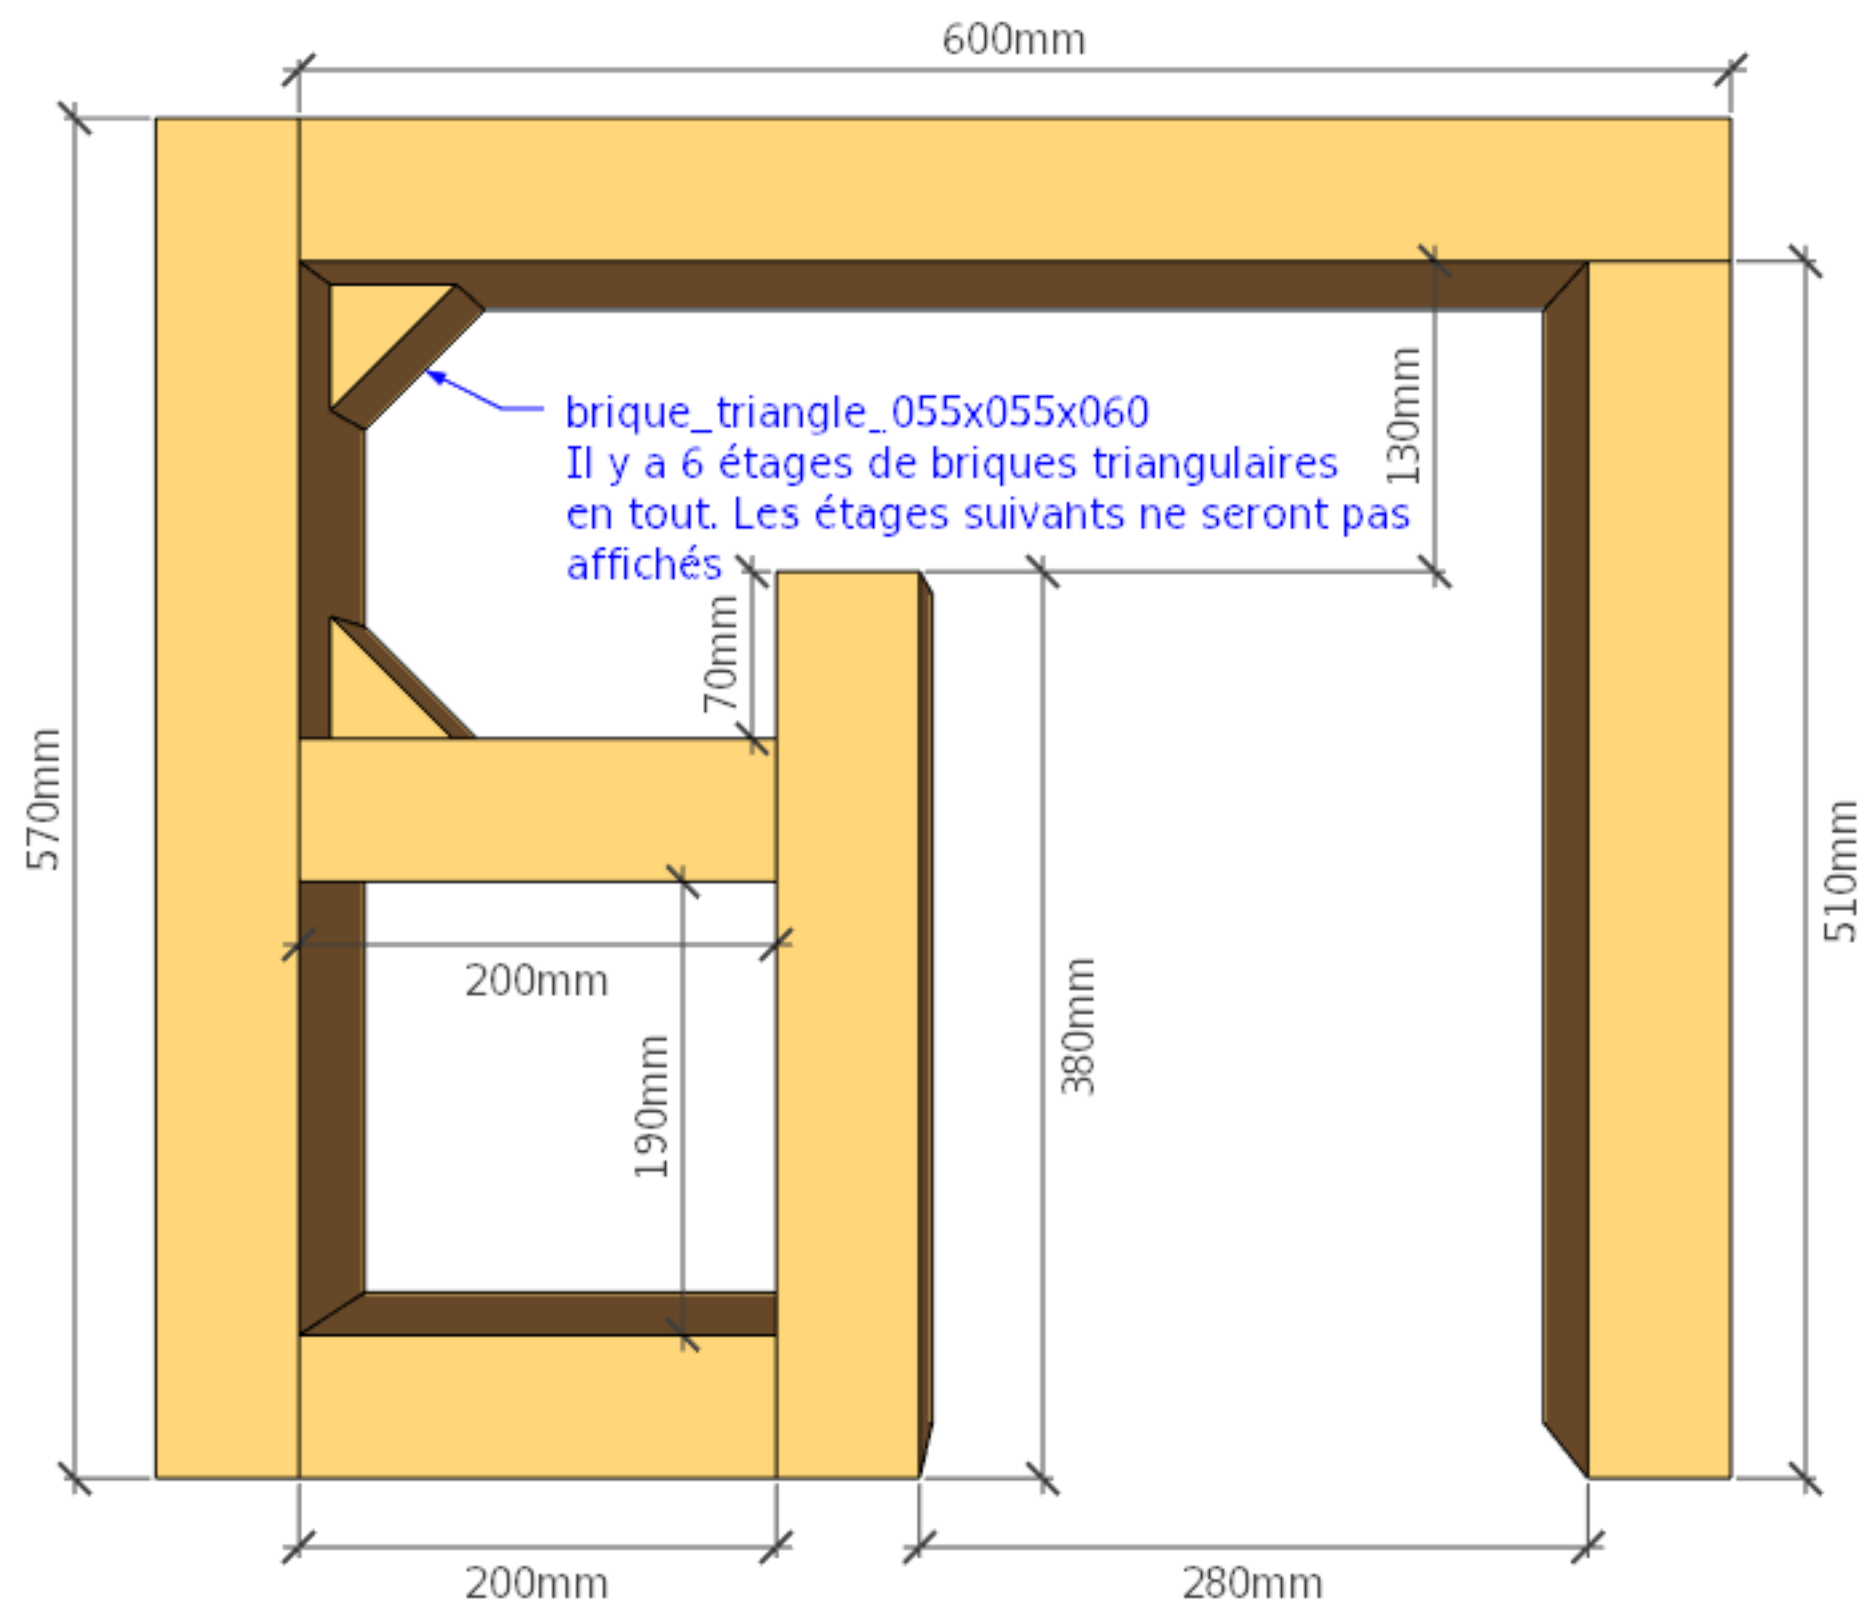 600mm
brique_triangle_055x055x060
Il y a 6 étages de briques triangulaires
en tout. Les étages suivants ne seront pas
affichés
130mm
70mm
570mm
510mm
200mm
380mm
190mm
200mm
280mm